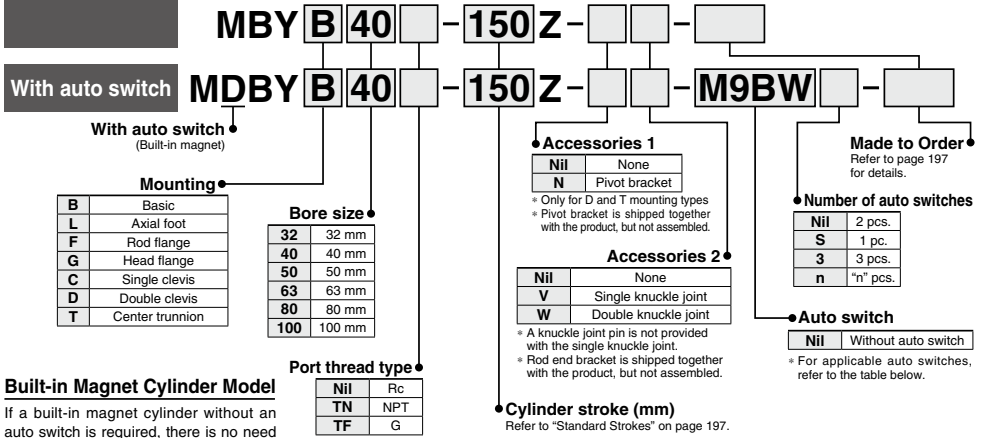 MBY B 40 - 150 Z -  -
With auto switch MDBY B 40 - 150 Z -  - M9BW  -
With auto switch
(Built-in magnet)
Mounting
B Basic
L Axial foot
F Rod flange
G Head flange
C Single clevis
D Double clevis
T Center trunnion
Bore size
32 32 mm
40 40 mm
50 50 mm
63 63 mm
80 80 mm
100 100 mm
Port thread type
Nil Rc
TN NPT
TF G
Cylinder stroke (mm)
Refer to “Standard Strokes” on page 197.
Accessories 1
Nil None
N Pivot bracket
* Only for D and T mounting types
* Pivot bracket is shipped together
with the product, but not assembled.
Accessories 2
Nil None
V Single knuckle joint
W Double knuckle joint
* A knuckle joint pin is not provided
with the single knuckle joint.
* Rod end bracket is shipped together
with the product, but not assembled.
Made to Order
Refer to page 197
for details.
Number of auto switches
Nil 2 pcs.
S 1 pc.
3 3 pcs.
n “n” pcs.
Auto switch
Nil Without auto switch
* For applicable auto switches,
refer to the table below.
Built-in Magnet Cylinder Model
If a built-in magnet cylinder without an
auto switch is required, there is no need